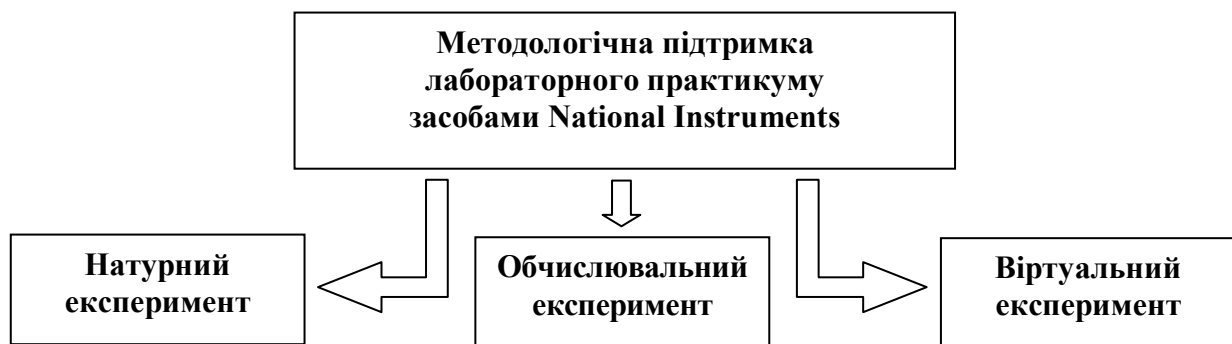 Методологічна підтримка
лабораторного практикуму
засобами National Instruments
Натурний
експеримент
Обчислювальний
експеримент
Віртуальний
експеримент